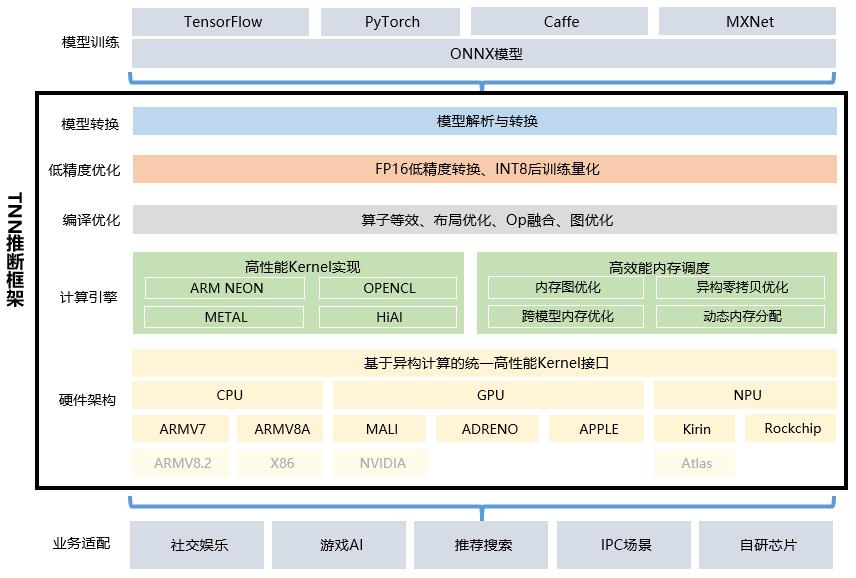 TensorFlow
PyTorch
Caffe
MXNet
模型训练
ONNX模型
TNN推断框架
模型转换
模型解析与转换
低精度优化
FP16低精度转换、INT8后训练量化
编译优化
算子等效、布局优化、Op融合、图优化
计算引擎
高性能Kernel实现
ARM NEON
OPENCL
METAL
HiAI
高效能内存调度
内存图优化
异构零拷贝优化
跨模型内存优化
动态内存分配
硬件架构
基于异构计算的统一高性能Kernel接口
CPU
GPU
NPU
ARMV7
ARMV8A
MALI
ADRENO
APPLE
Kirin
Rockchip
ARMV8.2
X86
NVIDIA
Atlas
业务适配
社交娱乐
游戏AI
推荐搜索
IPC场景
自研芯片